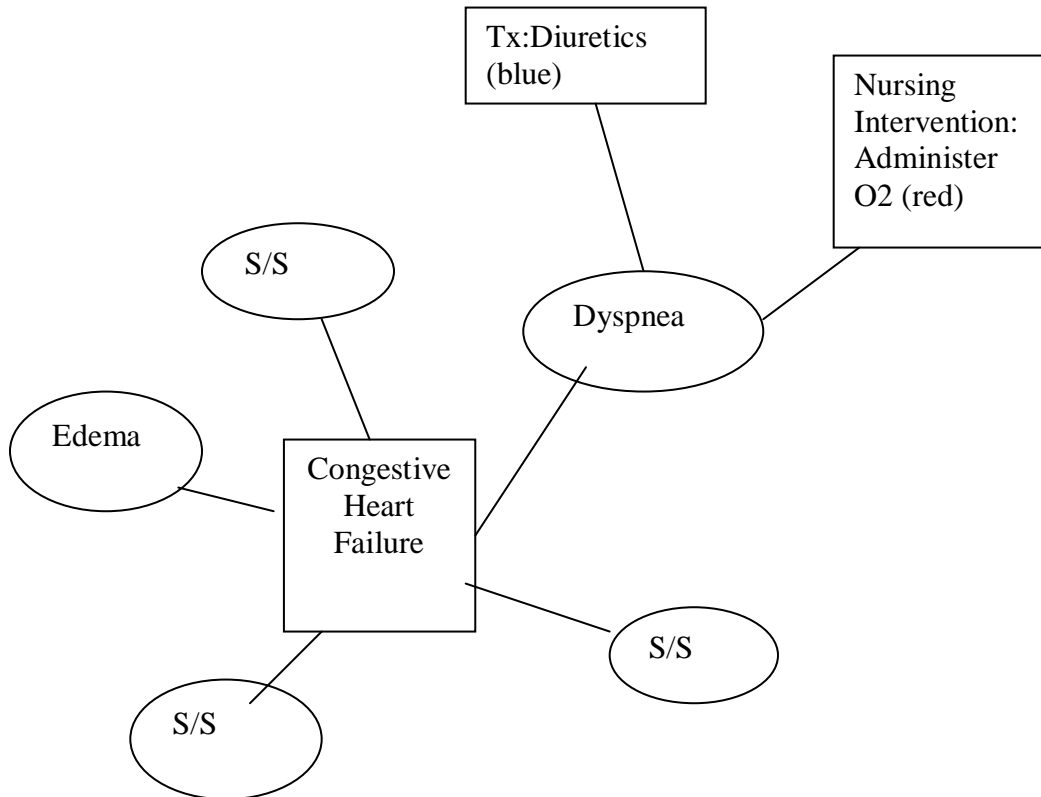 Tx:Diuretics
(blue)
Nursing
Intervention:
Administer
O2 (red)
S/S
Dyspnea
Edema
Congestive
Heart
Failure
S/S
S/S